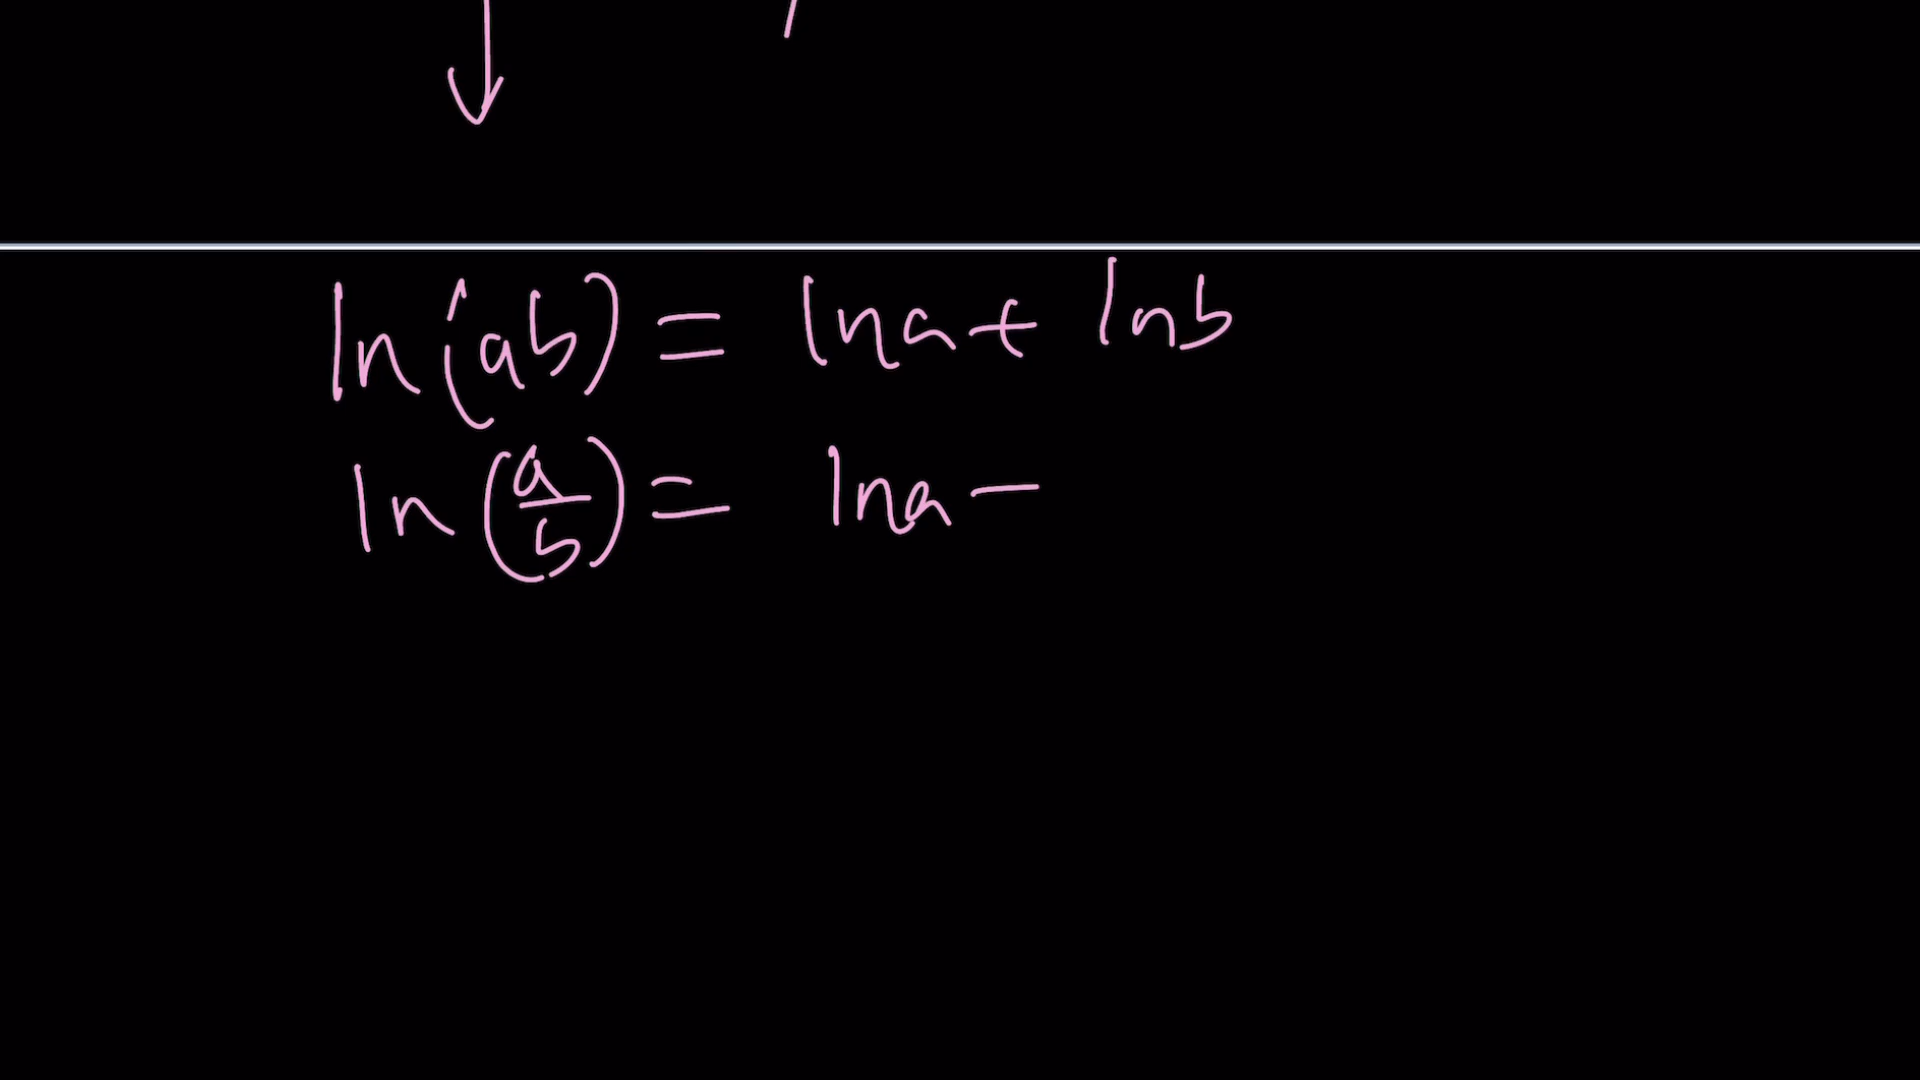 ln(ab) = lna + lnb
ln(a/b) = lna -